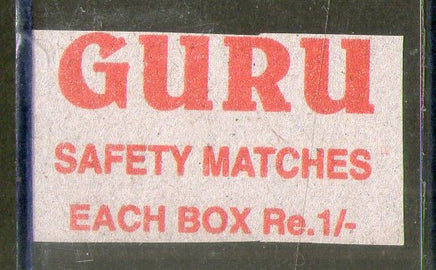 GURU
SAFETY MATCHES
EACH BOX Re.1/-